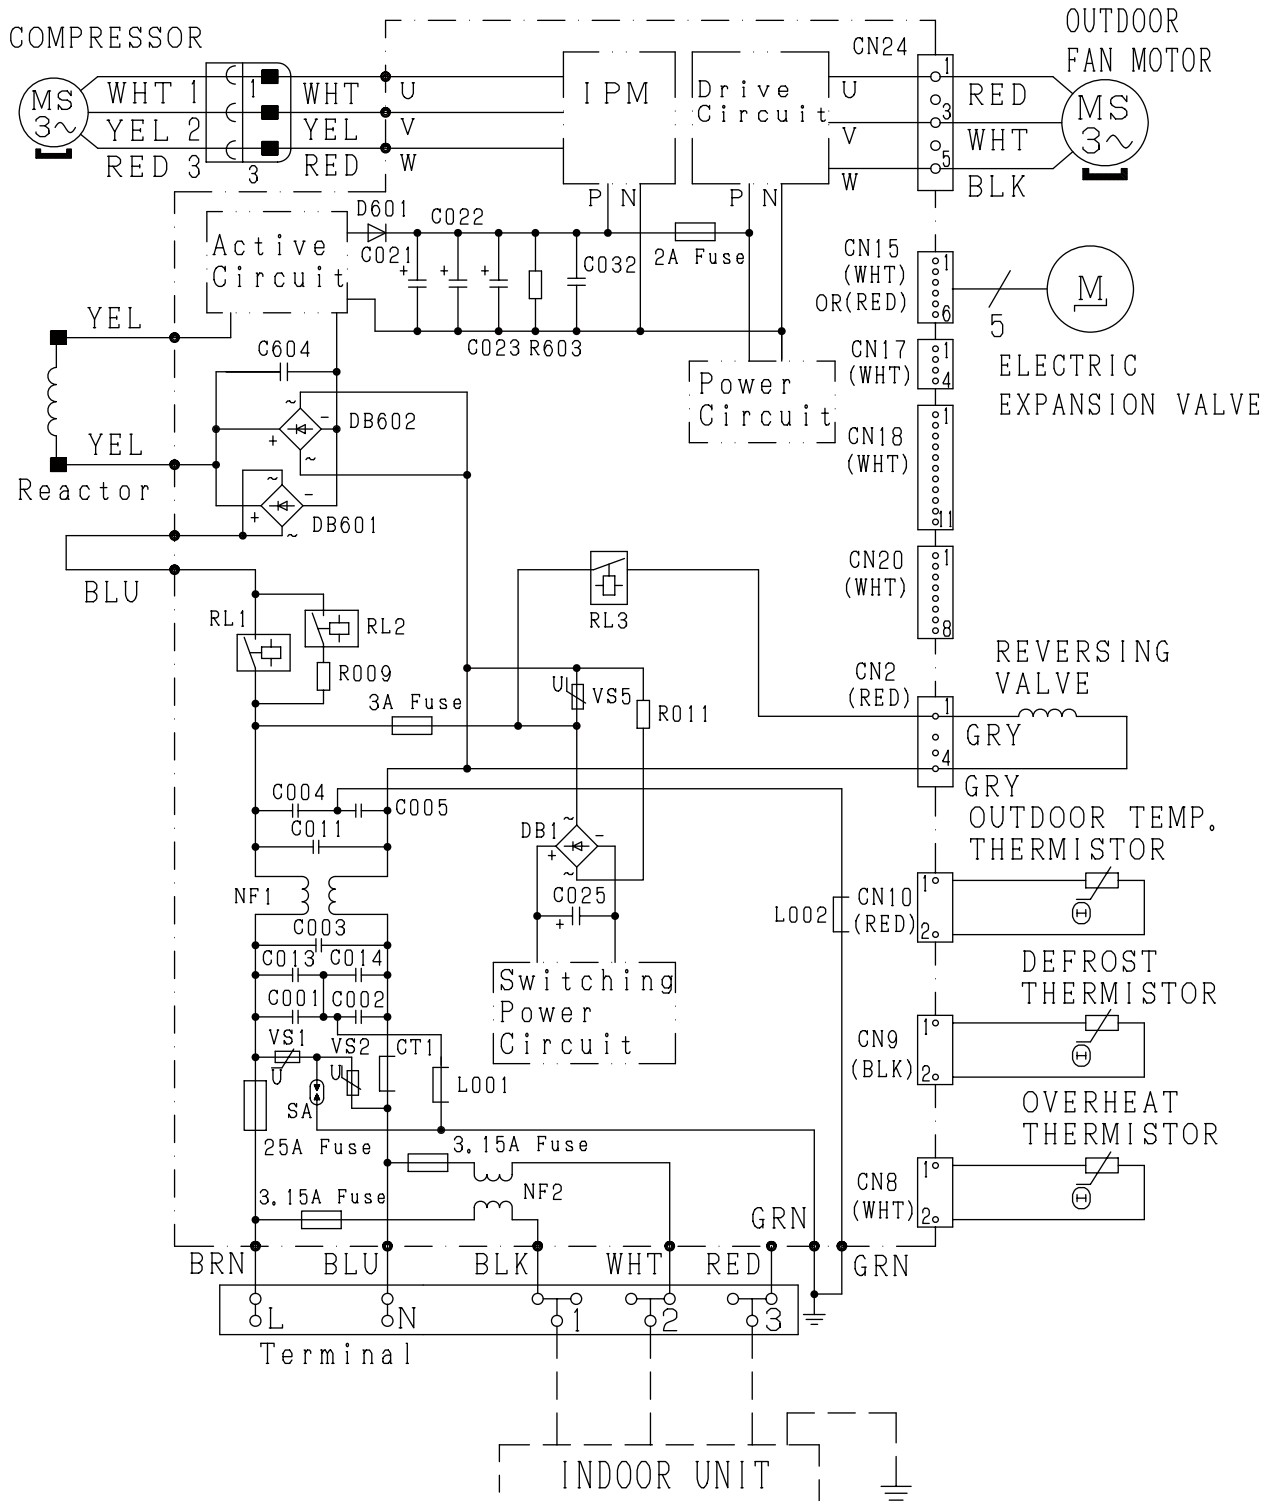 COMPRESSOR
OUTDOOR
FAN MOTOR
CN24
MS
3~
WHT 1
YEL 2
RED 3
1
3
WHT
YEL
RED
U
V
W
IPM
Drive
Circuit
U
V
W
1
3
5
RED
WHT
BLK
MS
3~
P N
P N
D601
C021
C022
C023
R603
C032
2A Fuse
Active
Circuit
CN15
(WHT)
OR(RED)
1
6
5
M
ELECTRIC
EXPANSION VALVE
YEL
YEL
Reactor
C604
~
-
+
~
DB602
~
-
+
~
DB601
Power
Circuit
CN17
(WHT)
1
4
CN18
(WHT)
1
11
CN20
(WHT)
1
8
BLU
RL1
RL2
R009
RL3
3A Fuse
U
VS5
R011
CN2
(RED)
1
4
REVERSING
VALVE
GRY
GRY
C004
C005
C011
NF1
DB1
~
-
+
~
C025
+
+
+
+
Switching
Power
Circuit
L002
OUTDOOR TEMP.
THERMISTOR
CN10
(RED)
1
2
Θ
DEFROST
THERMISTOR
CN9
(BLK)
1
2
Θ
OVERHEAT
THERMISTOR
CN8
(WHT)
1
2
Θ
C003
C013 C014
C001 C002
VS1
U
VS2
U
CT1
L001
SA
25A Fuse
3.15A Fuse
3.15A Fuse
NF2
GRN
BRN
BLU
BLK
WHT
RED
GRN
L
N
1
2
3
Terminal
INDOOR UNIT